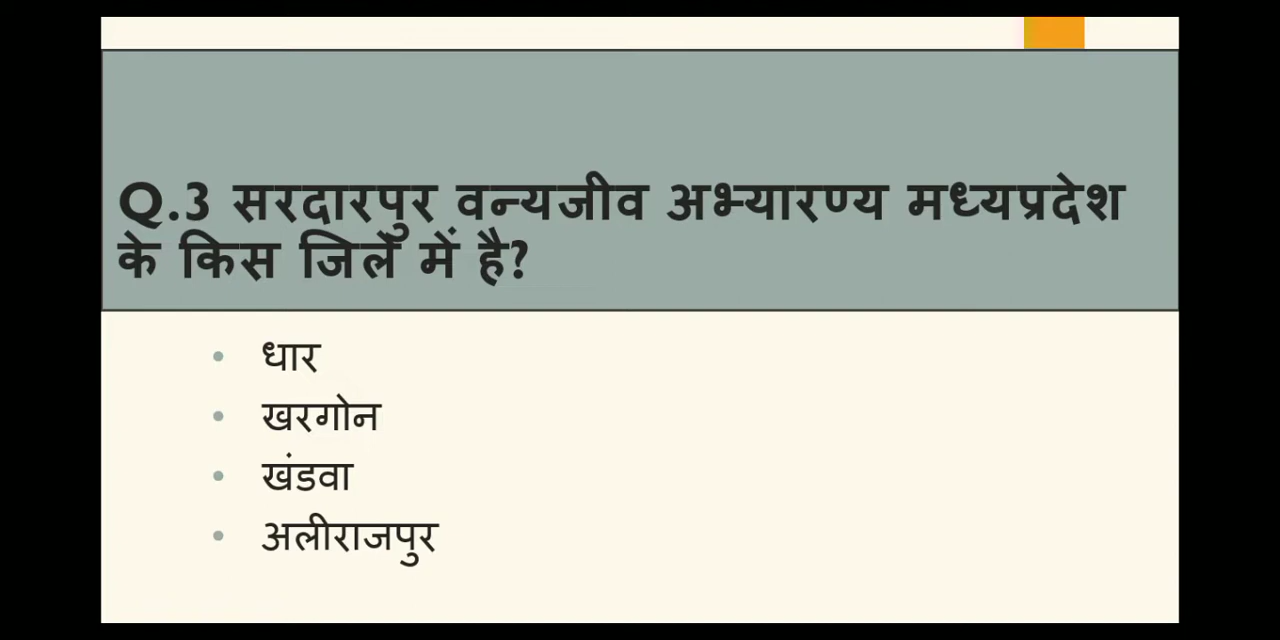 Q.3 सरदारपुर वन्यजीव अभ्यारण्य मध्यप्रदेश
के किस जिले में है?
• धार
• खरगोन
• खंडवा
• अलीराजपुर